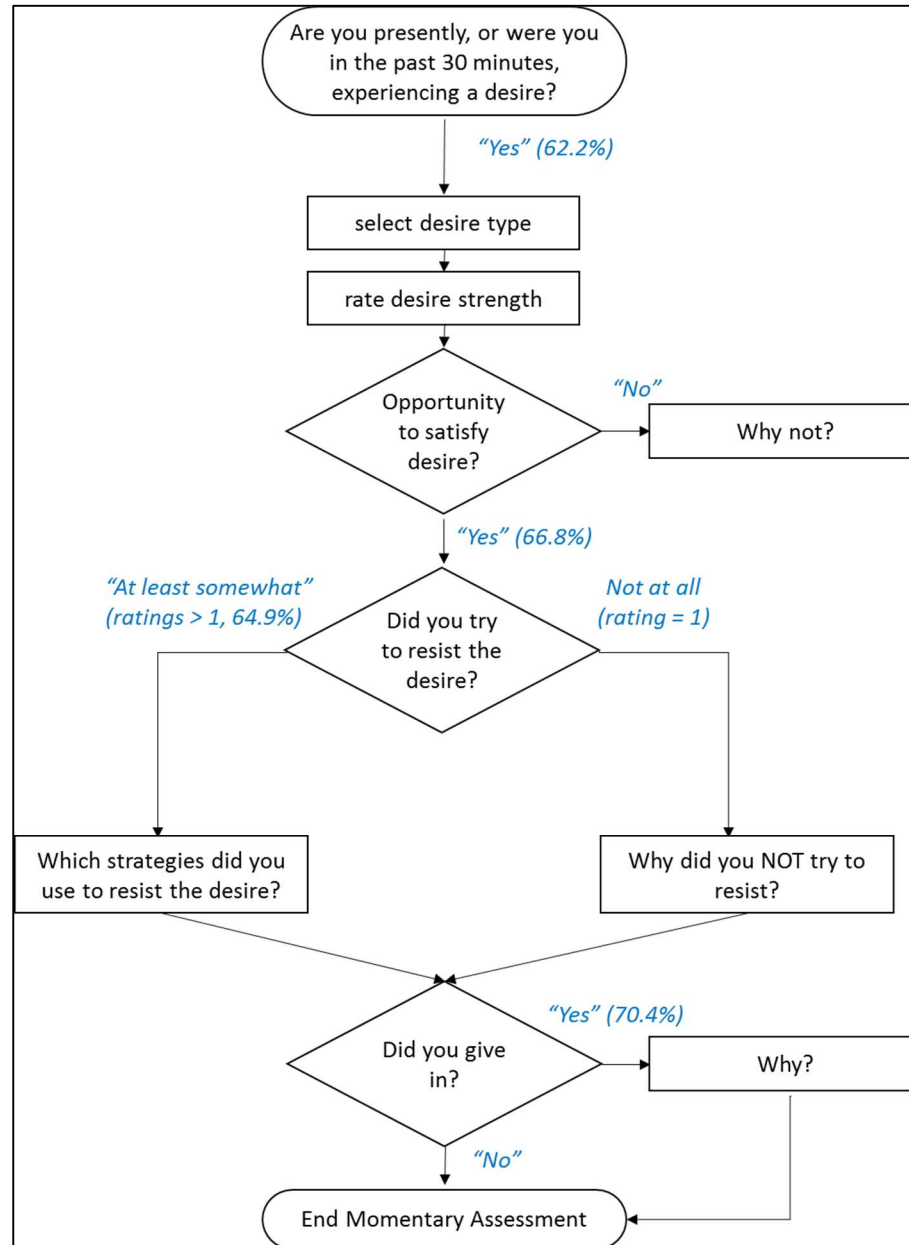 Are you presently, or were you
in the past 30 minutes,
experiencing a desire?
“Yes” (62.2%)
select desire type
rate desire strength
Opportunity
to satisfy
desire?
“No”
Why not?
“Yes” (66.8%)
“At least somewhat”
(ratings > 1, 64.9%)
Did you try
to resist the
desire?
Not at all
(rating = 1)
Which strategies did you
use to resist the desire?
Why did you NOT try to
resist?
Did you give
in?
“Yes” (70.4%)
Why?
“No”
End Momentary Assessment